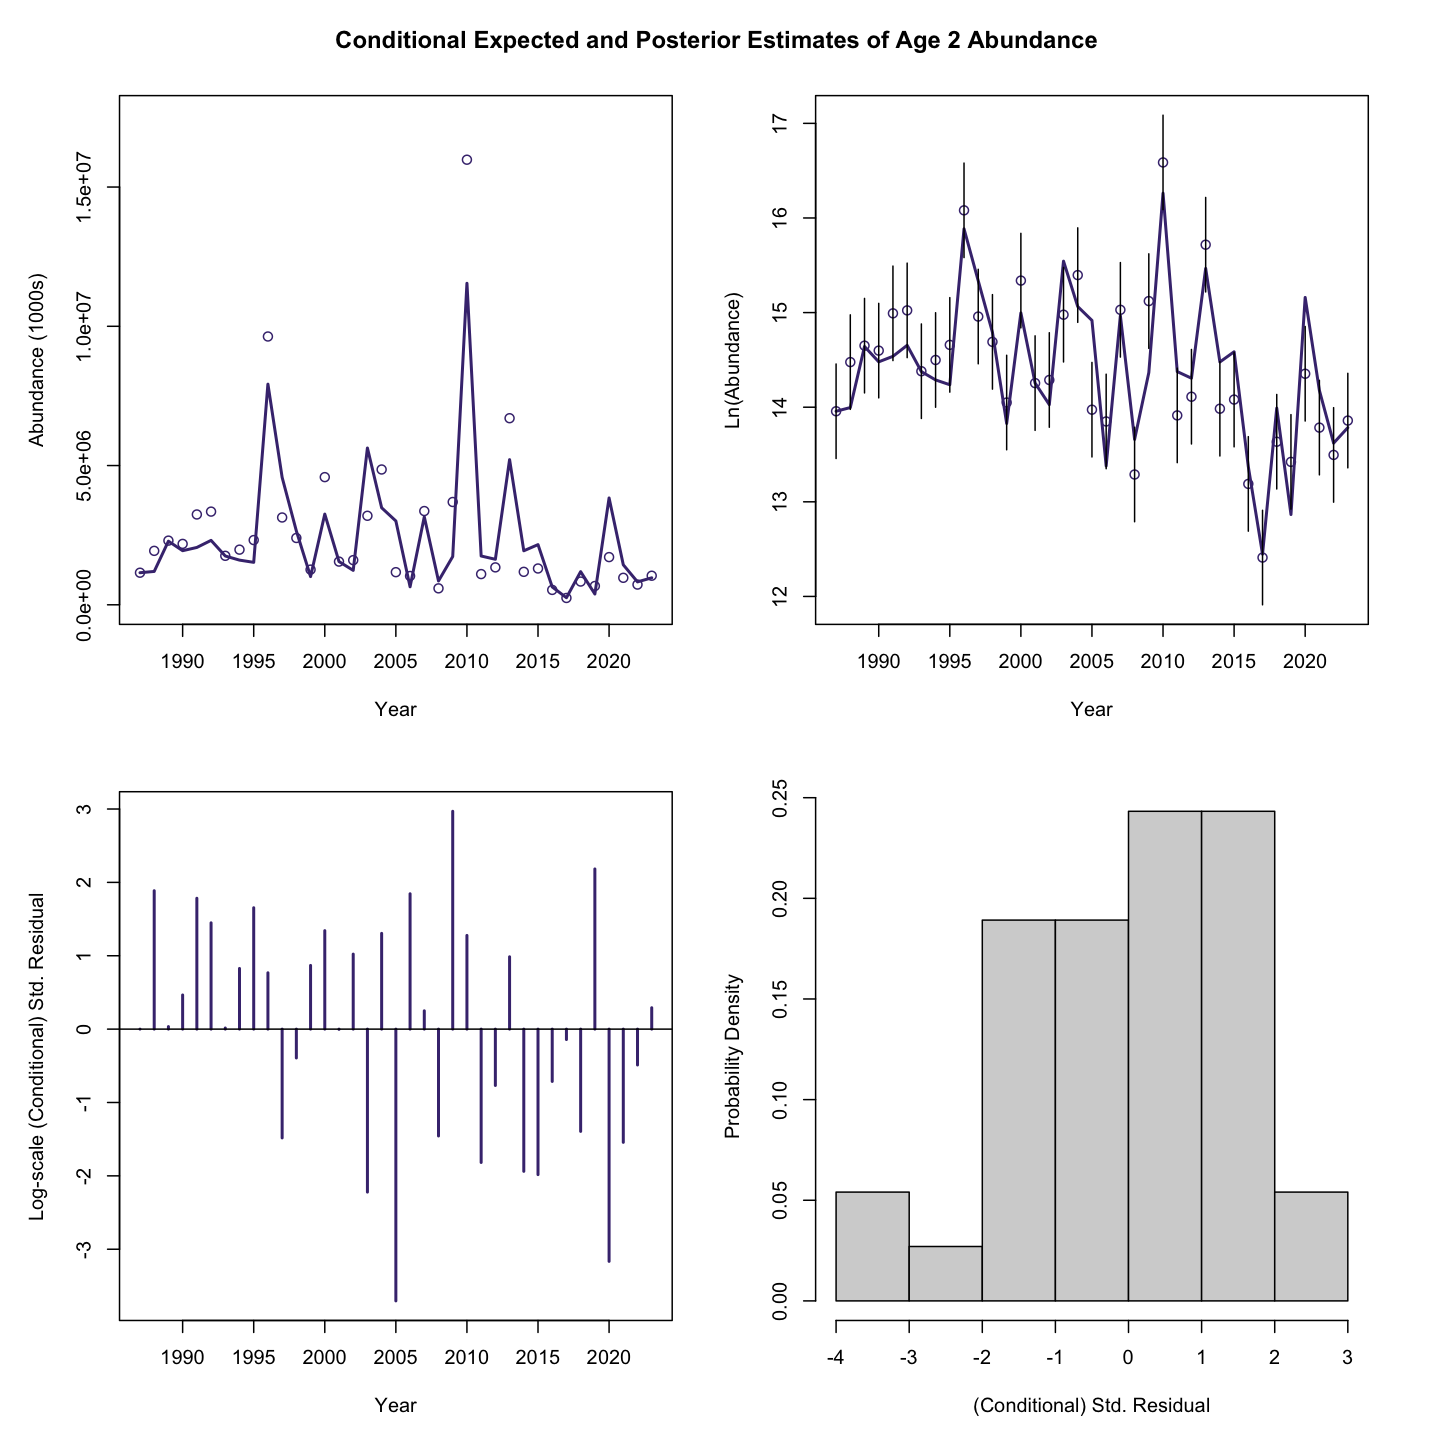 Conditional Expected and Posterior Estimates of Age 2 Abundance
Abundance (1000s)
1.5e+07
1.0e+07
5.0e+06
0.0e+00
1990 1995 2000 2005 2010 2015 2020
Year
Ln(Abundance)
17
16
15
14
13
12
1990 1995 2000 2005 2010 2015 2020
Year
Log-scale (Conditional) Std. Residual
3
2
1
0
-1
-2
-3
1990 1995 2000 2005 2010 2015 2020
Year
Probability Density
0.25
0.20
0.15
0.10
0.05
0.00
-4 -3 -2 -1 0 1 2 3
(Conditional) Std. Residual